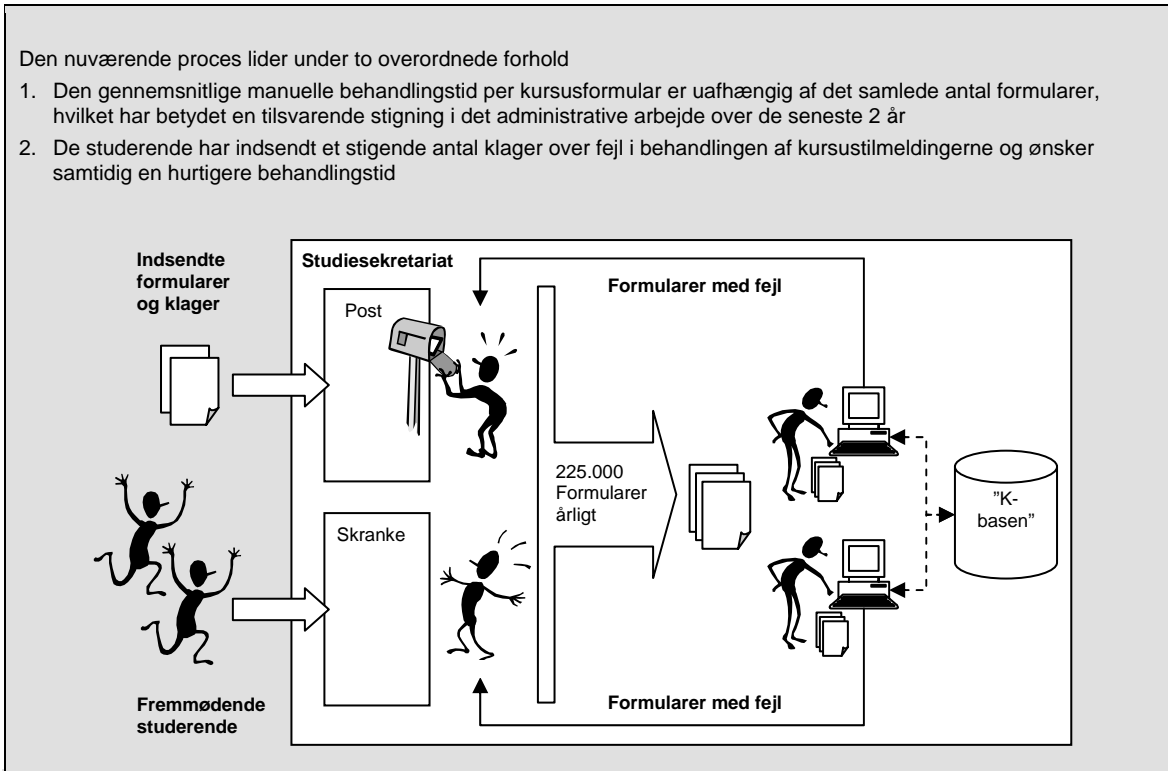 Den nuværende proces lider under to overordnede forhold
1. Den gennemsnitlige manuelle behandlingstid per kursusformular er uafhængig af det samlede antal formularer,
hvilket har betydet en tilsvarende stigning i det administrative arbejde over de seneste 2 år
2. De studerende har indsendt et stigende antal klager over fejl i behandlingen af kursustilmeldingerne og ønsker
samtidig en hurtigere behandlingstid
Indsendte
formularer
og klager
Studiesekretariat
Post
Formularer med fejl
225.000
Formularer
årligt
"K-
basen"
Skranke
Formularer med fejl
Fremmødende
studerende